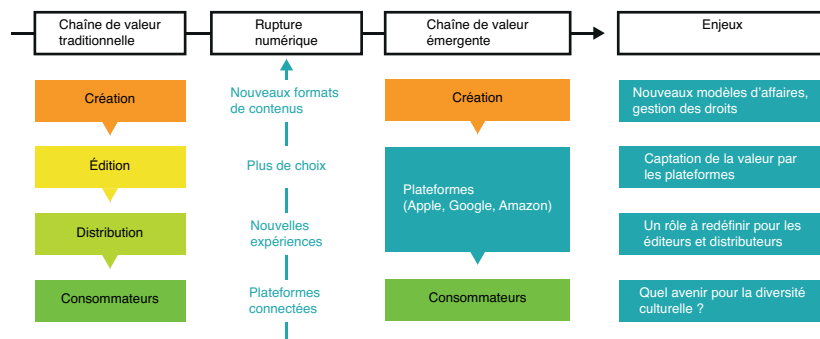 Chaîne de valeur
traditionnelle
Rupture
numérique
Chaîne de valeur
émergente
Enjeux
Création
Édition
Distribution
Consommateurs
Nouveaux formats
de contenus
Plus de choix
Nouvelles
expériences
Plateformes
connectées
Création
Plateformes
(Apple, Google, Amazon)
Consommateurs
Nouveaux modèles d'affaires,
gestion des droits
Captation de la valeur par
les plateformes
Un rôle à redéfinir pour les
éditeurs et distributeurs
Quel avenir pour la diversité
culturelle ?